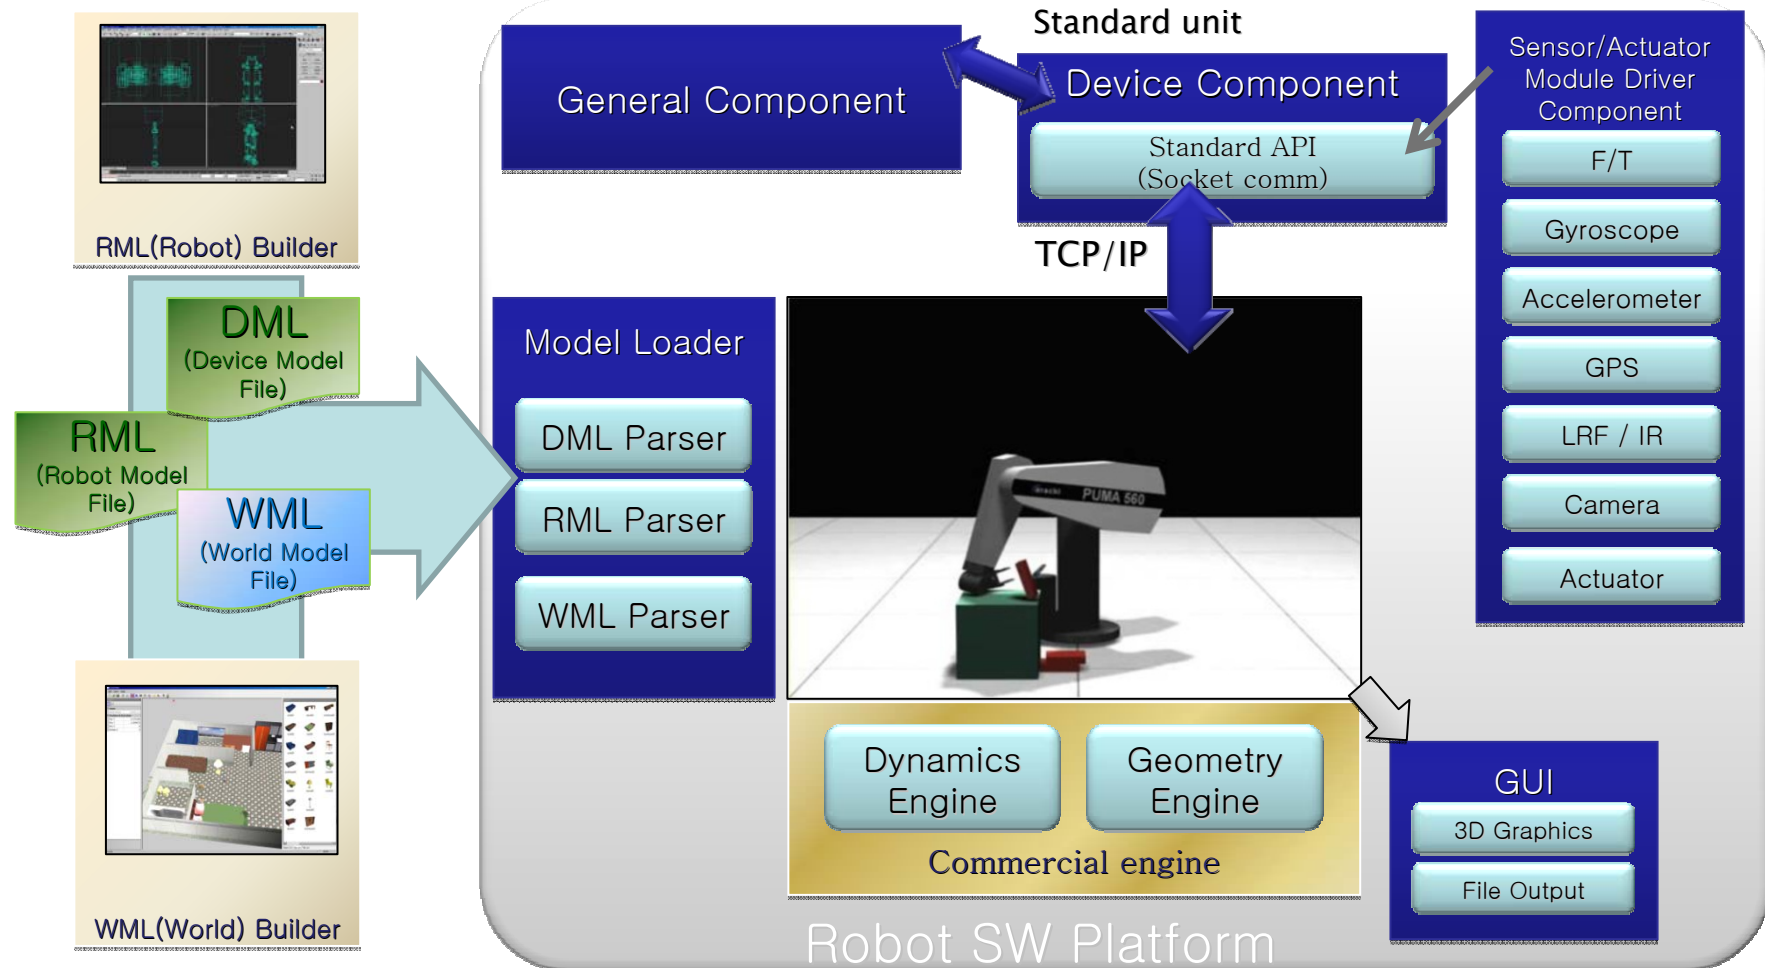 RML(Robot) Builder
DML
(Device Model
File)
RML
(Robot Model
File)
WML
(World Model
File)
WML(World) Builder
General Component
Standard unit
Device Component
Standard API
(Socket comm)
TCP/IP
Sensor/Actuator
Module Driver
Component
F/T
Gyroscope
Accelerometer
GPS
LRF / IR
Camera
Actuator
Model Loader
DML Parser
RML Parser
WML Parser
PUMA 560
Dynamics
Engine
Geometry
Engine
Commercial engine
GUI
3D Graphics
File Output
Robot SW Platform